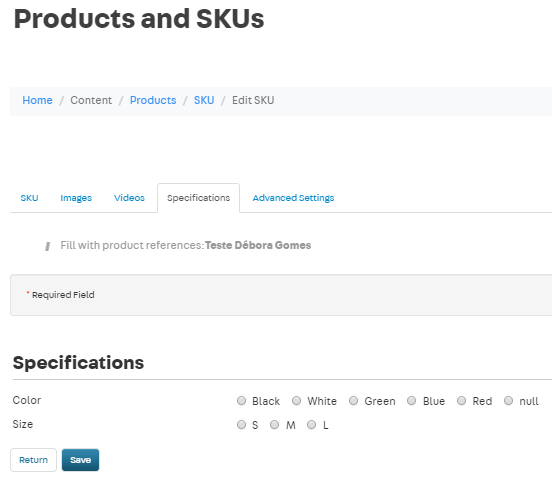 Products and SKUs
Home / Content / Products / SKU / Edit SKU
SKU Images Videos Specifications Advanced Settings
Fill with product references:Teste Débora Gomes
* Required Field
Specifications
Color Black White Green Blue Red null
Size S M L
Return Save